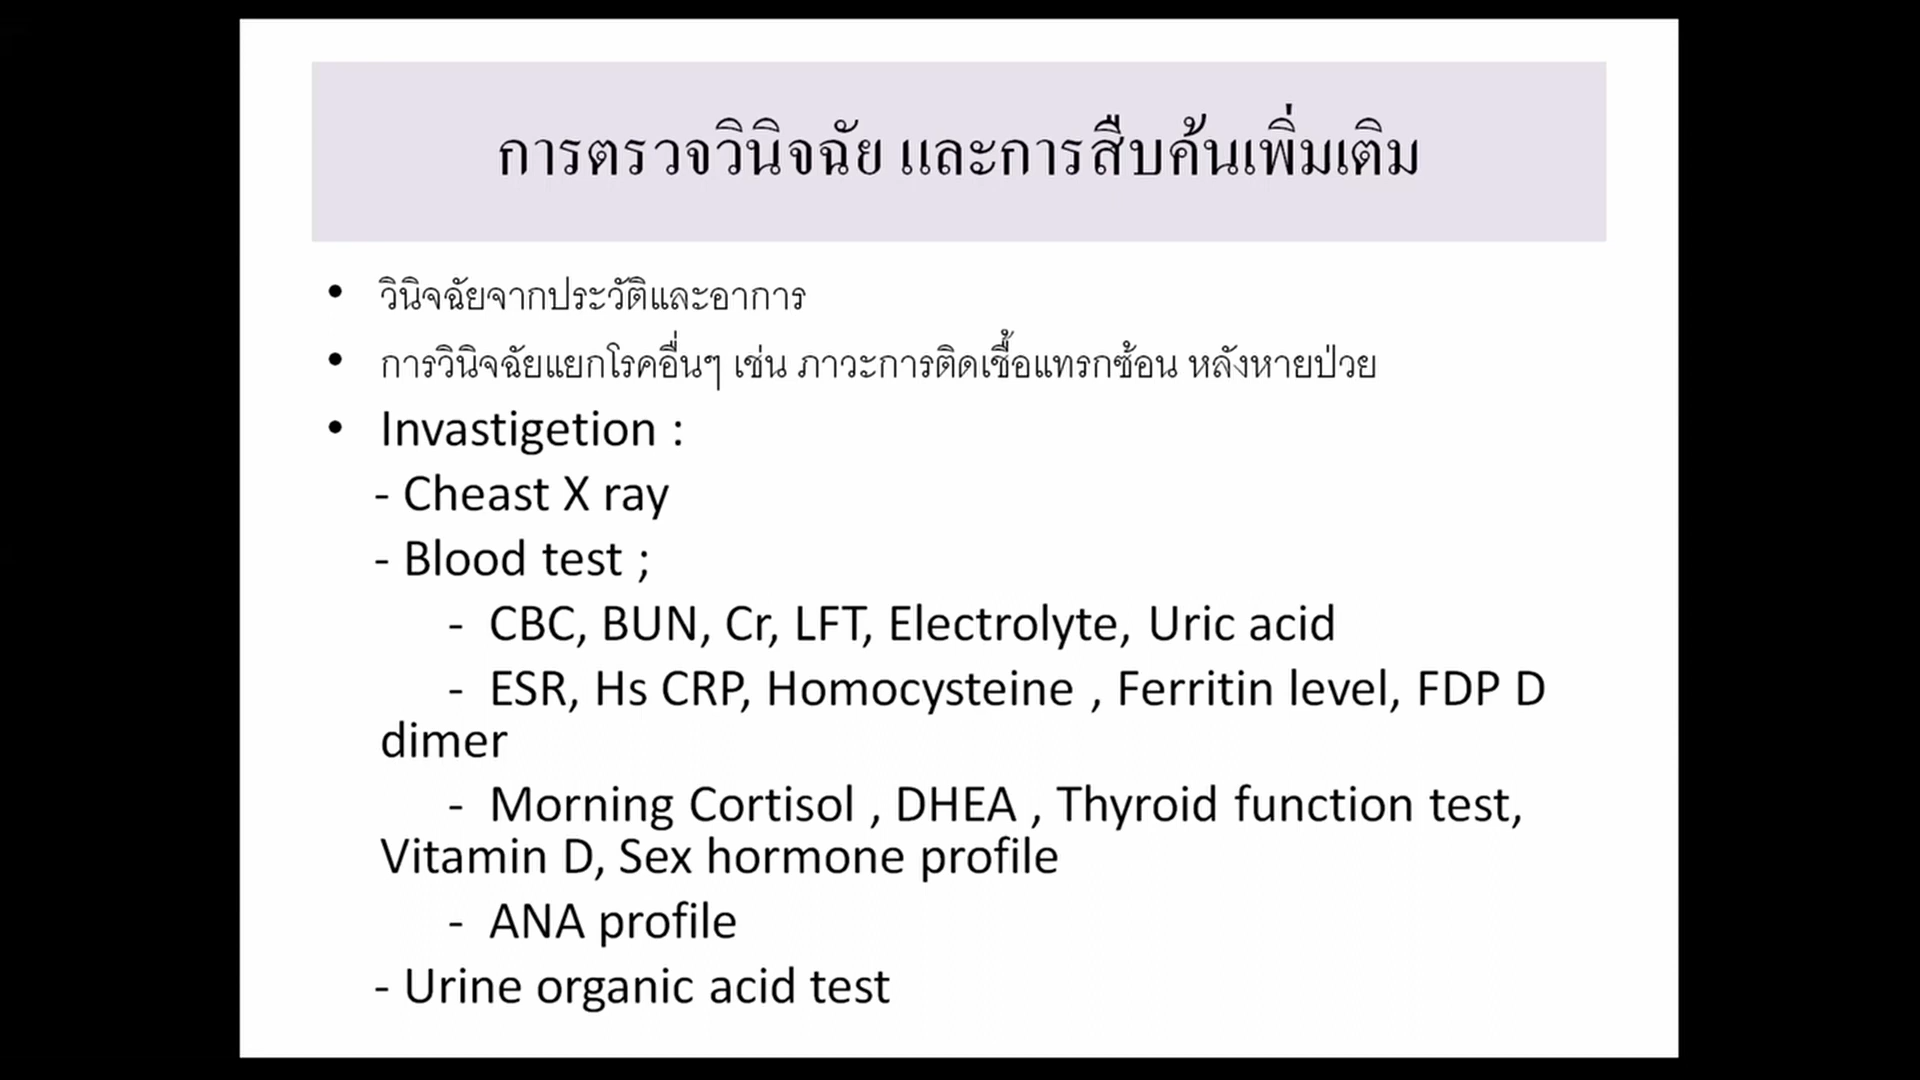 การตรวจวินิจฉัย และการสืบค้นเพิ่มเติม
• วินิจฉัยจากประวัติและอาการ
• การวินิจฉัยแยกโรคอื่นๆ เช่น ภาวะการติดเชื้อแทรกซ้อน หลังหายป่วย
• Invastigetion :
- Cheast X ray
- Blood test ;
- CBC, BUN, Cr, LFT, Electrolyte, Uric acid
- ESR, Hs CRP, Homocysteine , Ferritin level, FDP D
dimer
- Morning Cortisol , DHEA , Thyroid function test,
Vitamin D, Sex hormone profile
- ANA profile
- Urine organic acid test